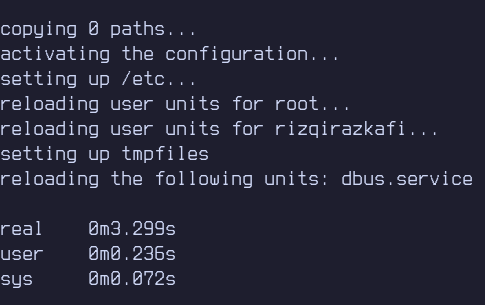 copying 0 paths...
activating the configuration...
setting up /etc...
reloading user units for root...
reloading user units for rizqirazkafi...
setting up tmpfiles
reloading the following units: dbus.service
real 0m3.299s
user 0m0.236s
sys 0m0.072s